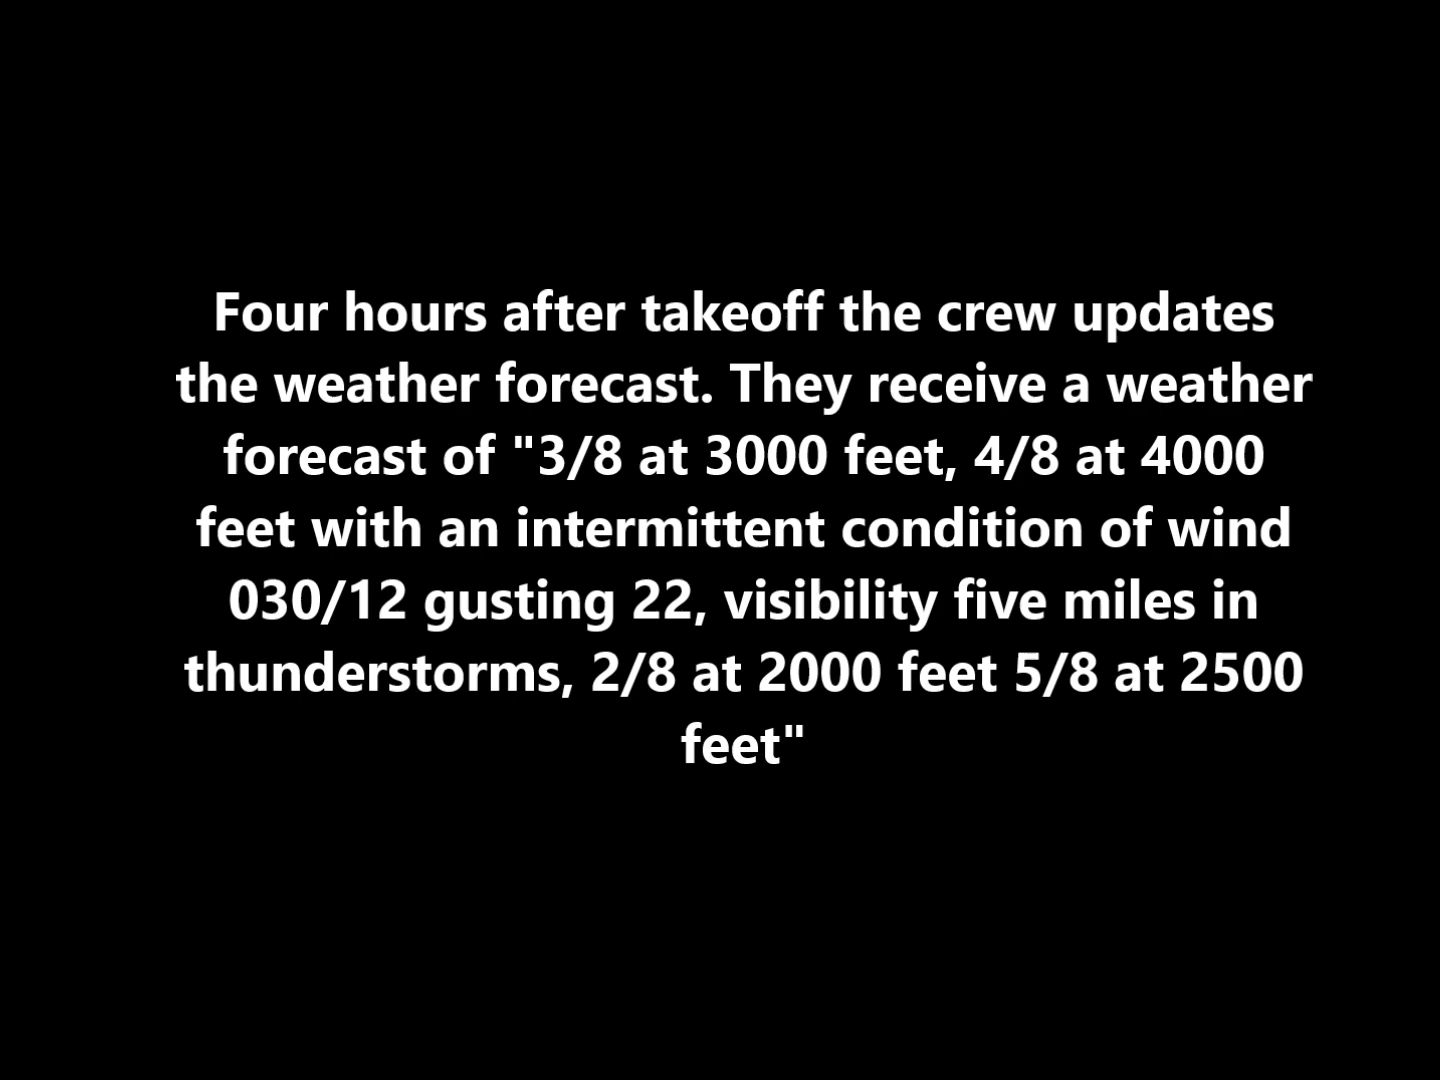 Four hours after takeoff the crew updates
the weather forecast. They receive a weather
forecast of "3/8 at 3000 feet, 4/8 at 4000
feet with an intermittent condition of wind
030/12 gusting 22, visibility five miles in
thunderstorms, 2/8 at 2000 feet 5/8 at 2500
feet"